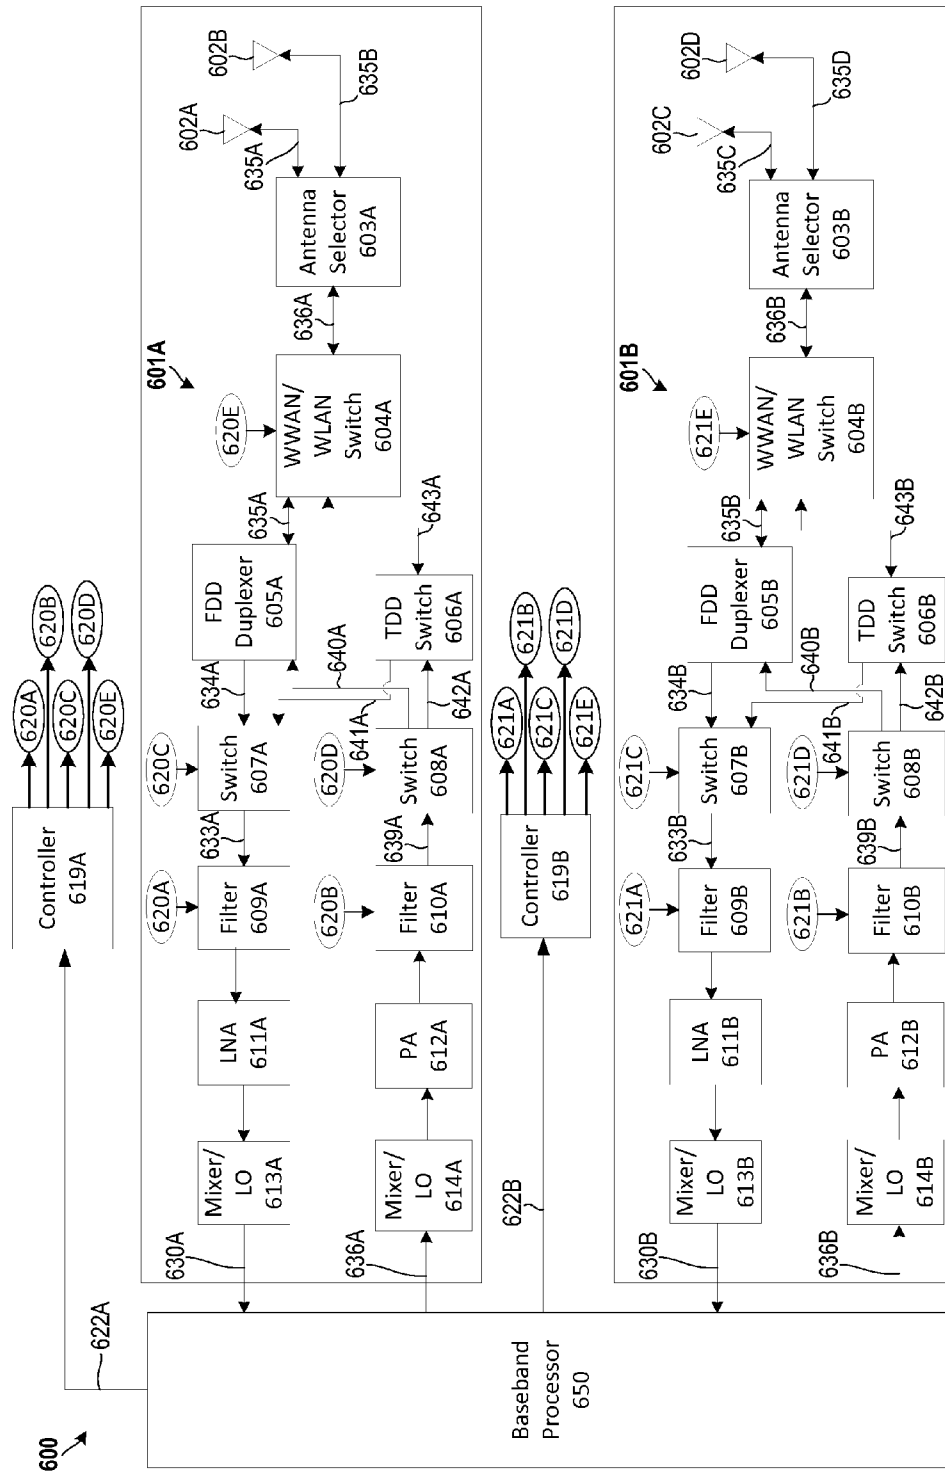 600
622A
Controller
619A
620A
620B
620C
620D
620E
601A
Baseband
Processor
650
630A
Mixer/
LO
613A
LNA
611A
620A
Filter
609A
633A
620C
Switch
607A
634A
FDD
Duplexer
605A
635A
620E
WWAN/
WLAN
Switch
604A
636A
Antenna
Selector
603A
635A
602A
602B
635B
636A
Mixer/
LO
614A
PA
612A
620B
Filter
610A
639A
620D
Switch
608A
641A
640A
642A
TDD
Switch
606A
643A
622B
Controller
619B
621A
621B
621C
621D
621E
601B
630B
Mixer/
LO
613B
LNA
611B
621A
Filter
609B
633B
621C
Switch
607B
634B
FDD
Duplexer
605B
635B
621E
WWAN/
WLAN
Switch
604B
636B
Antenna
Selector
603B
635C
602C
602D
635D
636B
Mixer/
LO
614B
PA
612B
621B
Filter
610B
639B
621D
Switch
608B
641B
640B
642B
TDD
Switch
606B
643B